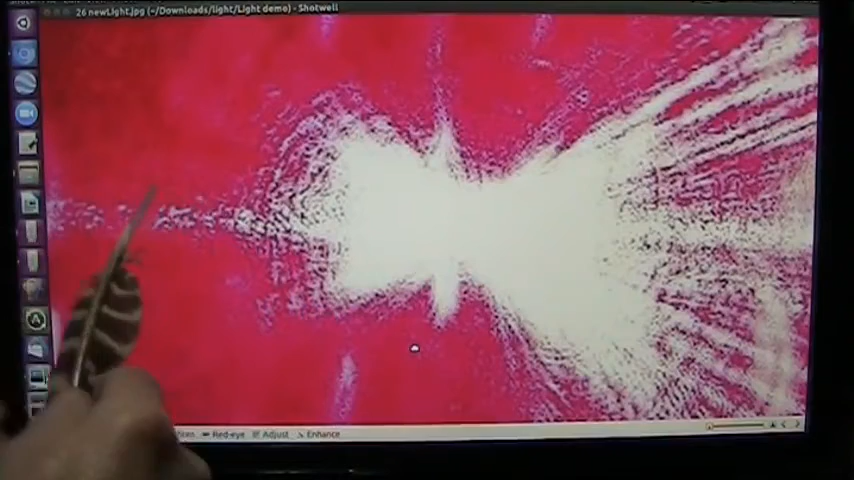 26 newLight.jpg (~/Downloads/light/Light demo) - Shotwell
Red-eye Adjust Enhance